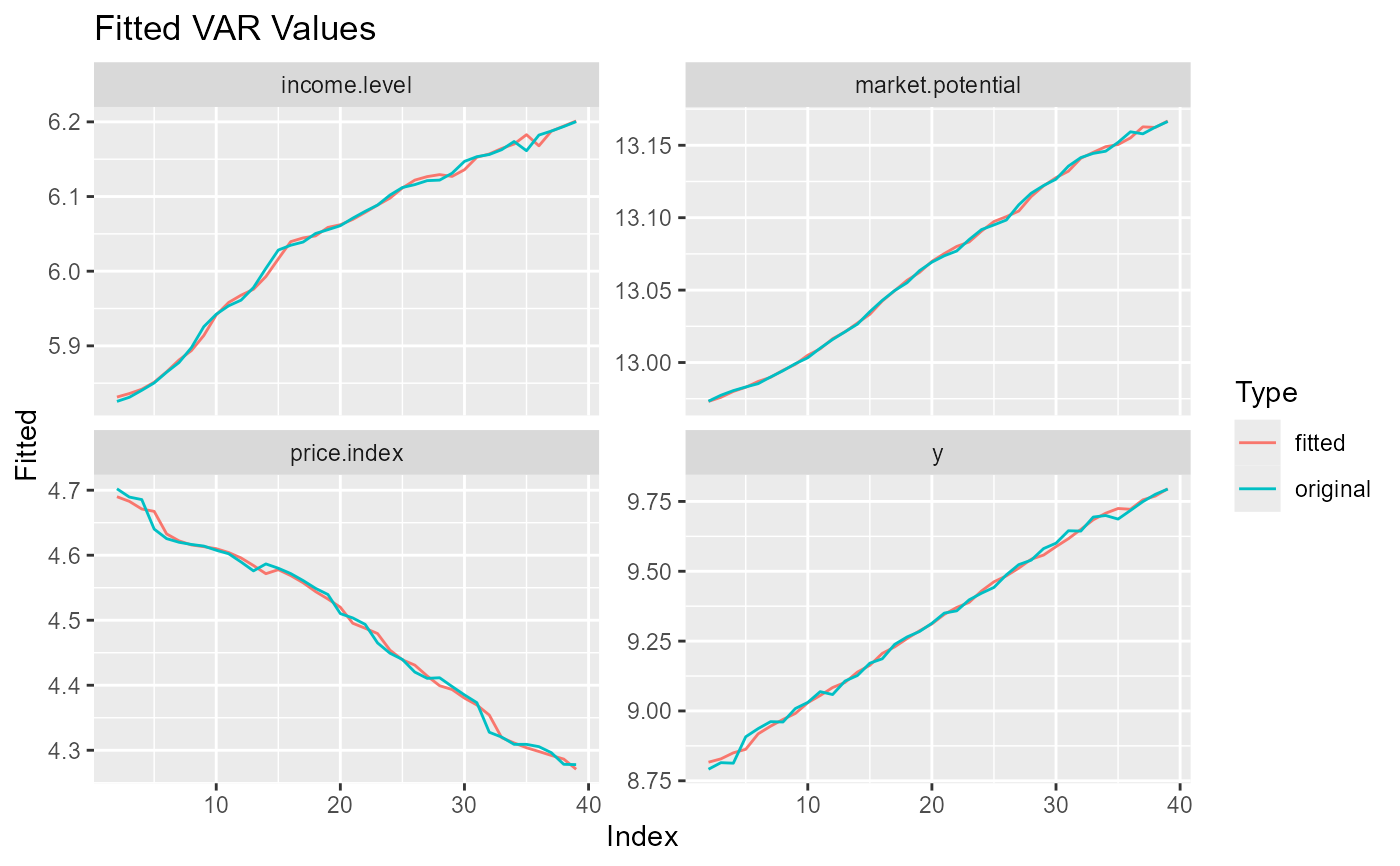 Fitted VAR Values
income.level
market.potential
6.2
6.1
6.0
5.9
13.15
13.10
13.05
13.00
Fitted
price.index
y
4.7
4.6
4.5
4.4
4.3
9.75
9.50
9.25
9.00
8.75
10 20 30 40
10 20 30 40
Index
Type
fitted
original